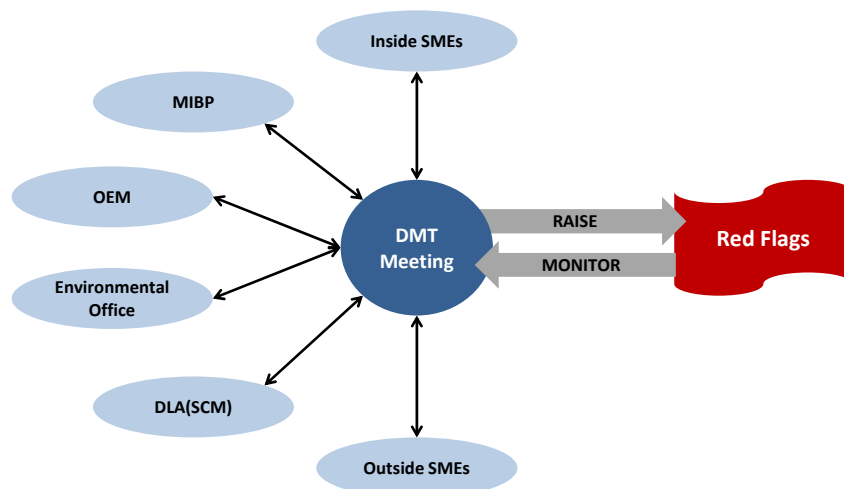 Inside SMEs
MIBP
OEM
Environmental
Office
DLA(SCM)
Outside SMEs
DMT
Meeting
RAISE
MONITOR
Red Flags